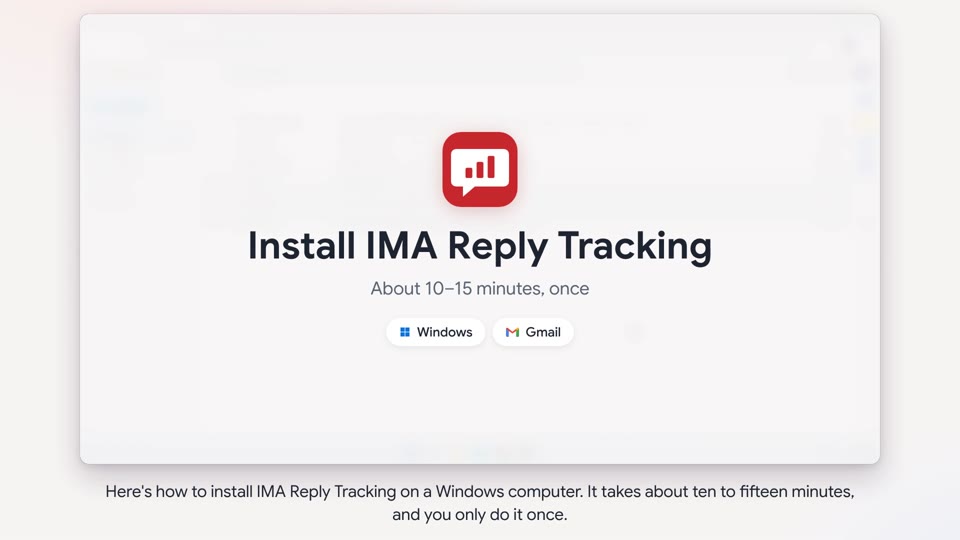 Install IMA Reply Tracking
About 10–15 minutes, once
Windows
Gmail
Here's how to install IMA Reply Tracking on a Windows computer. It takes about ten to fifteen minutes,
and you only do it once.